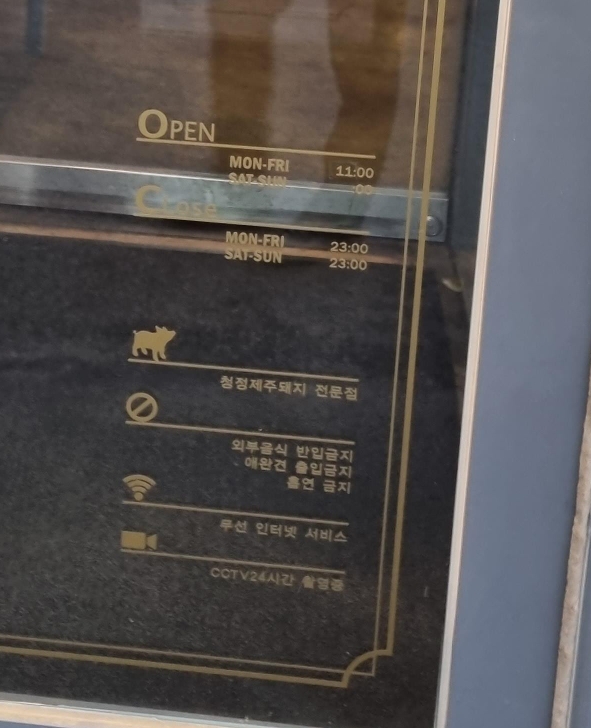 OPEN
MON-FRI 11:00
SAT-SUN :00
CLOSE
MON-FRI 23:00
SAT-SUN 23:00
청정제주돼지 전문점
외부음식 반입금지
애완견 출입금지
흡연 금지
무선 인터넷 서비스
CCTV24시간 촬영중